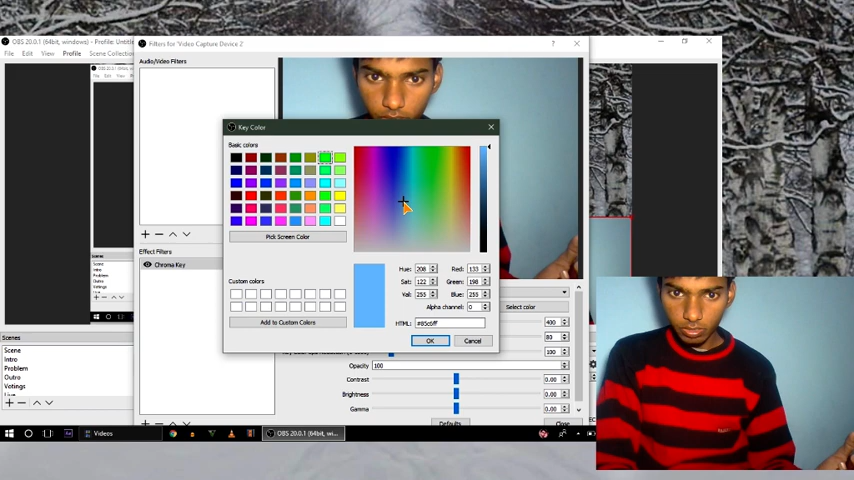 OBS 20.0.1 (64bit, windows) - Profile: Untitl
File Edit View Profile Scene Collection
Filters for 'Video Capture Device 2'
Audio/Video Filters
Effect Filters
Chroma Key
Key Color
Basic colors
Pick Screen Color
Custom colors
Add to Custom Colors
Hue: 208 Red: 133
Sat: 122 Green: 198
Val: 255 Blue: 255
Alpha channel: 0
HTML: #85c6ff
OK Cancel
Select color
400
80
100
Opacity 100
Contrast 0.00
Brightness 0.00
Gamma 0.00
Defaults
Close
Scenes
Scene
Intro
Problem
Outro
Votings
Live
Videos
OBS 20.0.1 (64bit, wi...